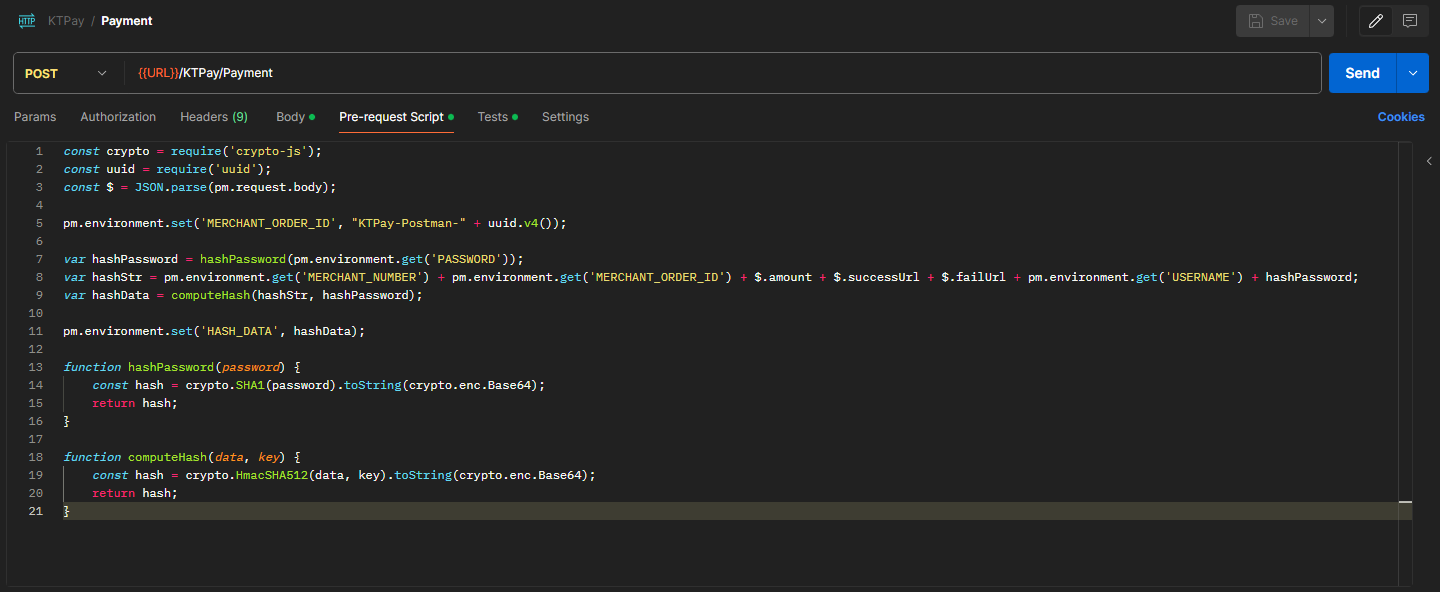 HTTP KTPay / Payment Save
POST {{URL}}/KTPay/Payment Send
Params Authorization Headers (9) Body Pre-request Script Tests Settings Cookies
1 const crypto = require('crypto-js');
2 const uuid = require('uuid');
3 const $ = JSON.parse(pm.request.body);
4
5 pm.environment.set('MERCHANT_ORDER_ID', "KTPay-Postman-" + uuid.v4());
6
7 var hashPassword = hashPassword(pm.environment.get('PASSWORD'));
8 var hashStr = pm.environment.get('MERCHANT_NUMBER') + pm.environment.get('MERCHANT_ORDER_ID') + $.amount + $.successUrl + $.failUrl + pm.environment.get('USERNAME') + hashPassword;
9 var hashData = computeHash(hashStr, hashPassword);
10
11 pm.environment.set('HASH_DATA', hashData);
12
13 function hashPassword(password) {
14 const hash = crypto.SHA1(password).toString(crypto.enc.Base64);
15 return hash;
16 }
17
18 function computeHash(data, key) {
19 const hash = crypto.HmacSHA512(data, key).toString(crypto.enc.Base64);
20 return hash;
21 }